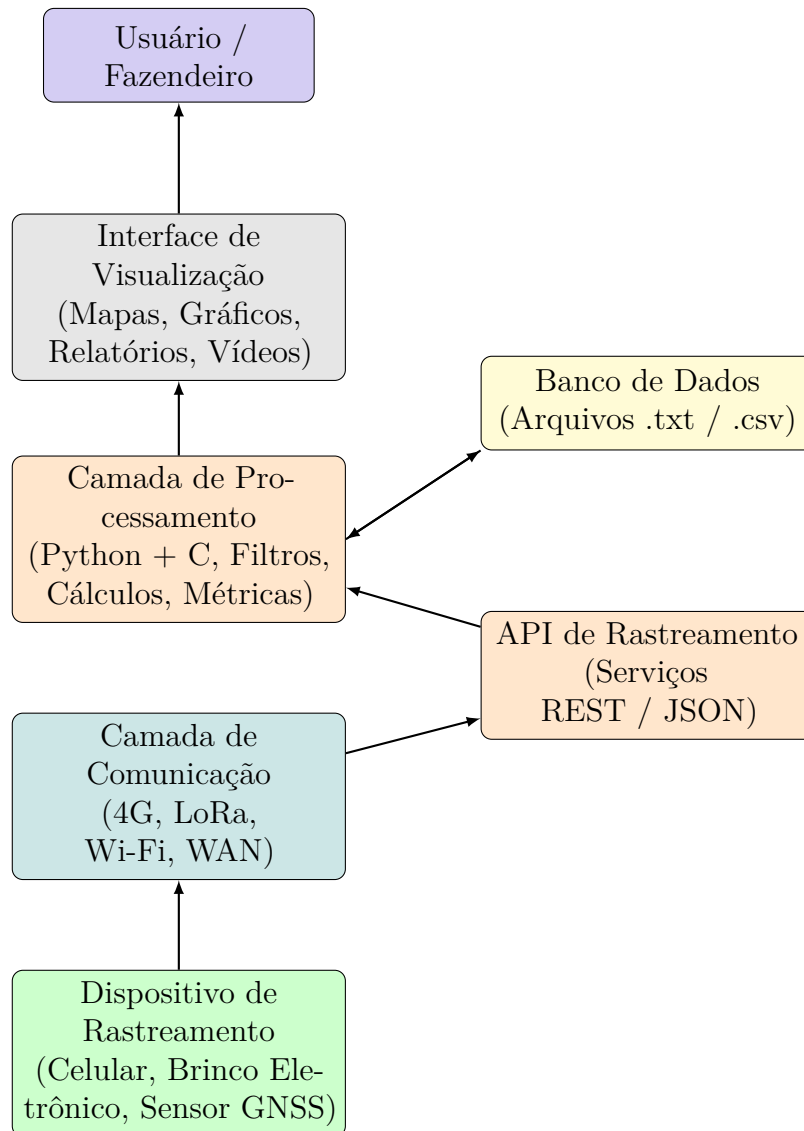 Usuário /
Fazendeiro
Interface de
Visualização
(Mapas, Gráficos,
Relatórios, Vídeos)
Banco de Dados
(Arquivos .txt / .csv)
Camada de Pro-
cessamento
(Python + C, Filtros,
Cálculos, Métricas)
API de Rastreamento
(Serviços
REST / JSON)
Camada de
Comunicação
(4G, LoRa,
Wi-Fi, WAN)
Dispositivo de
Rastreamento
(Celular, Brinco Ele-
trônico, Sensor GNSS)